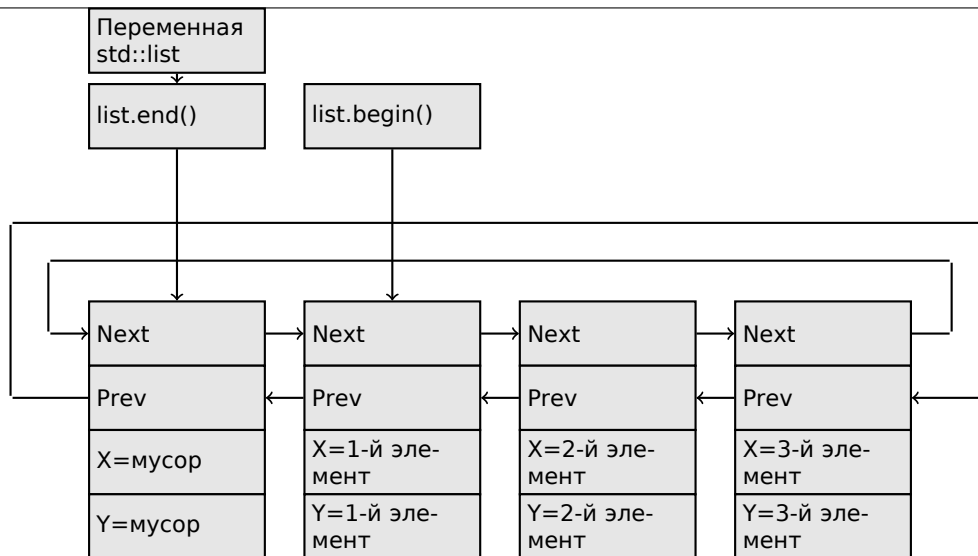 Переменная
std::list
list.end()
list.begin()
Next
Next
Next
Next
Prev
Prev
Prev
Prev
X=мусор
X=1-й эле-
мент
X=2-й эле-
мент
X=3-й эле-
мент
Y=мусор
Y=1-й эле-
мент
Y=2-й эле-
мент
Y=3-й эле-
мент